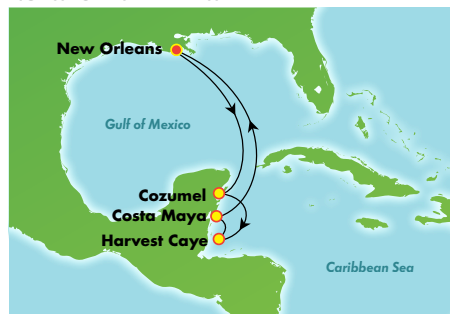 New Orleans
Gulf of Mexico
Cozumel
Costa Maya
Harvest Caye
Caribbean Sea